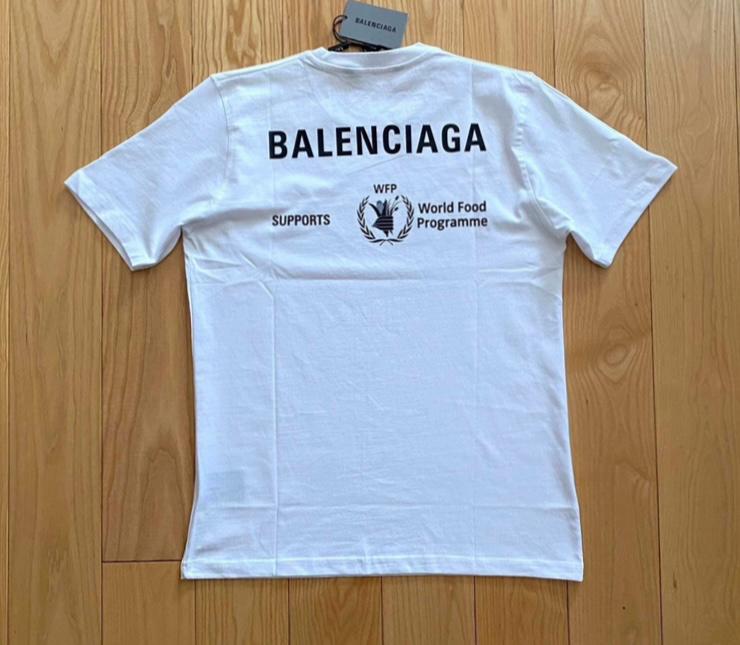 BALENCIAGA
BALENCIAGA
WFP
SUPPORTS
World Food
Programme